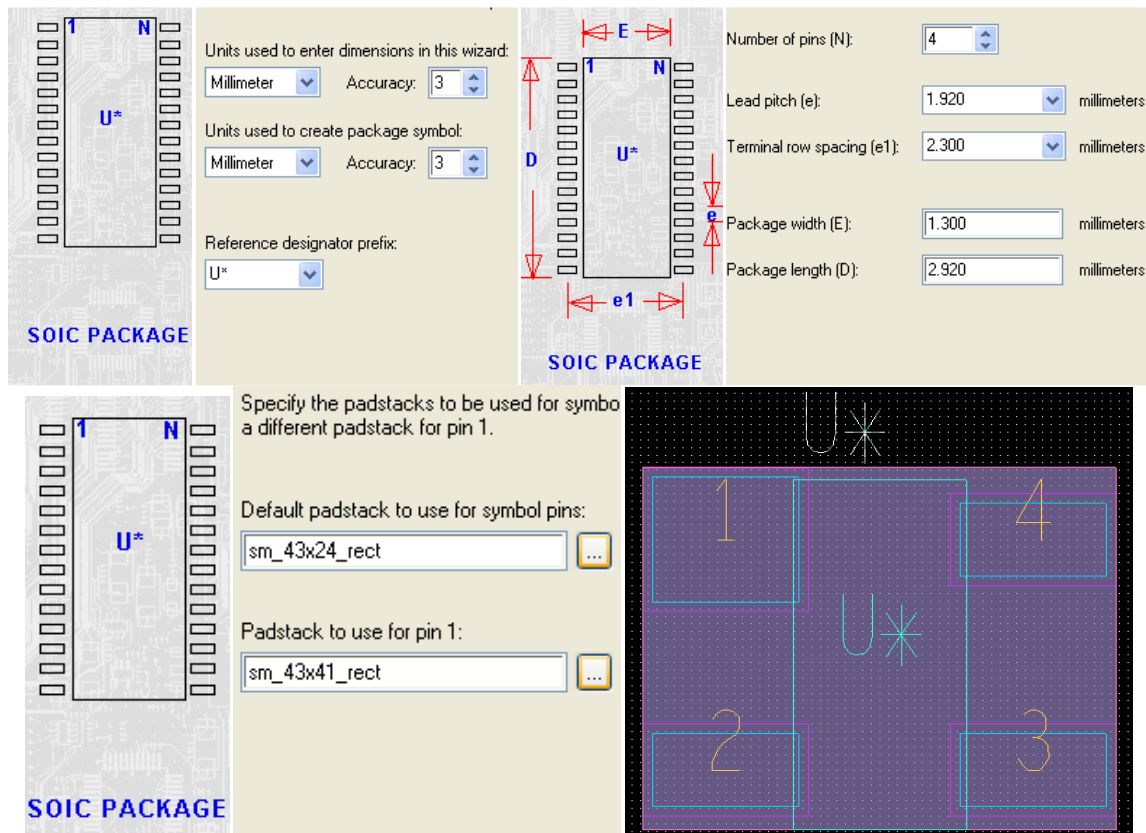 1 N
U*
SOIC PACKAGE
Units used to enter dimensions in this wizard:
Millimeter Accuracy: 3
Units used to create package symbol:
Millimeter Accuracy: 3
Reference designator prefix:
U*
E
1 N
D
U*
e
e1
SOIC PACKAGE
Number of pins (N): 4
Lead pitch (e): 1.920 millimeters
Terminal row spacing (e1): 2.300 millimeters
Package width (E): 1.300 millimeters
Package length (D): 2.920 millimeters
1 N
U*
SOIC PACKAGE
Specify the padstacks to be used for symbo
a different padstack for pin 1.
Default padstack to use for symbol pins:
sm_43x24_rect ...
Padstack to use for pin 1:
sm_43x41_rect ...
U*
1 4
U*
2 3